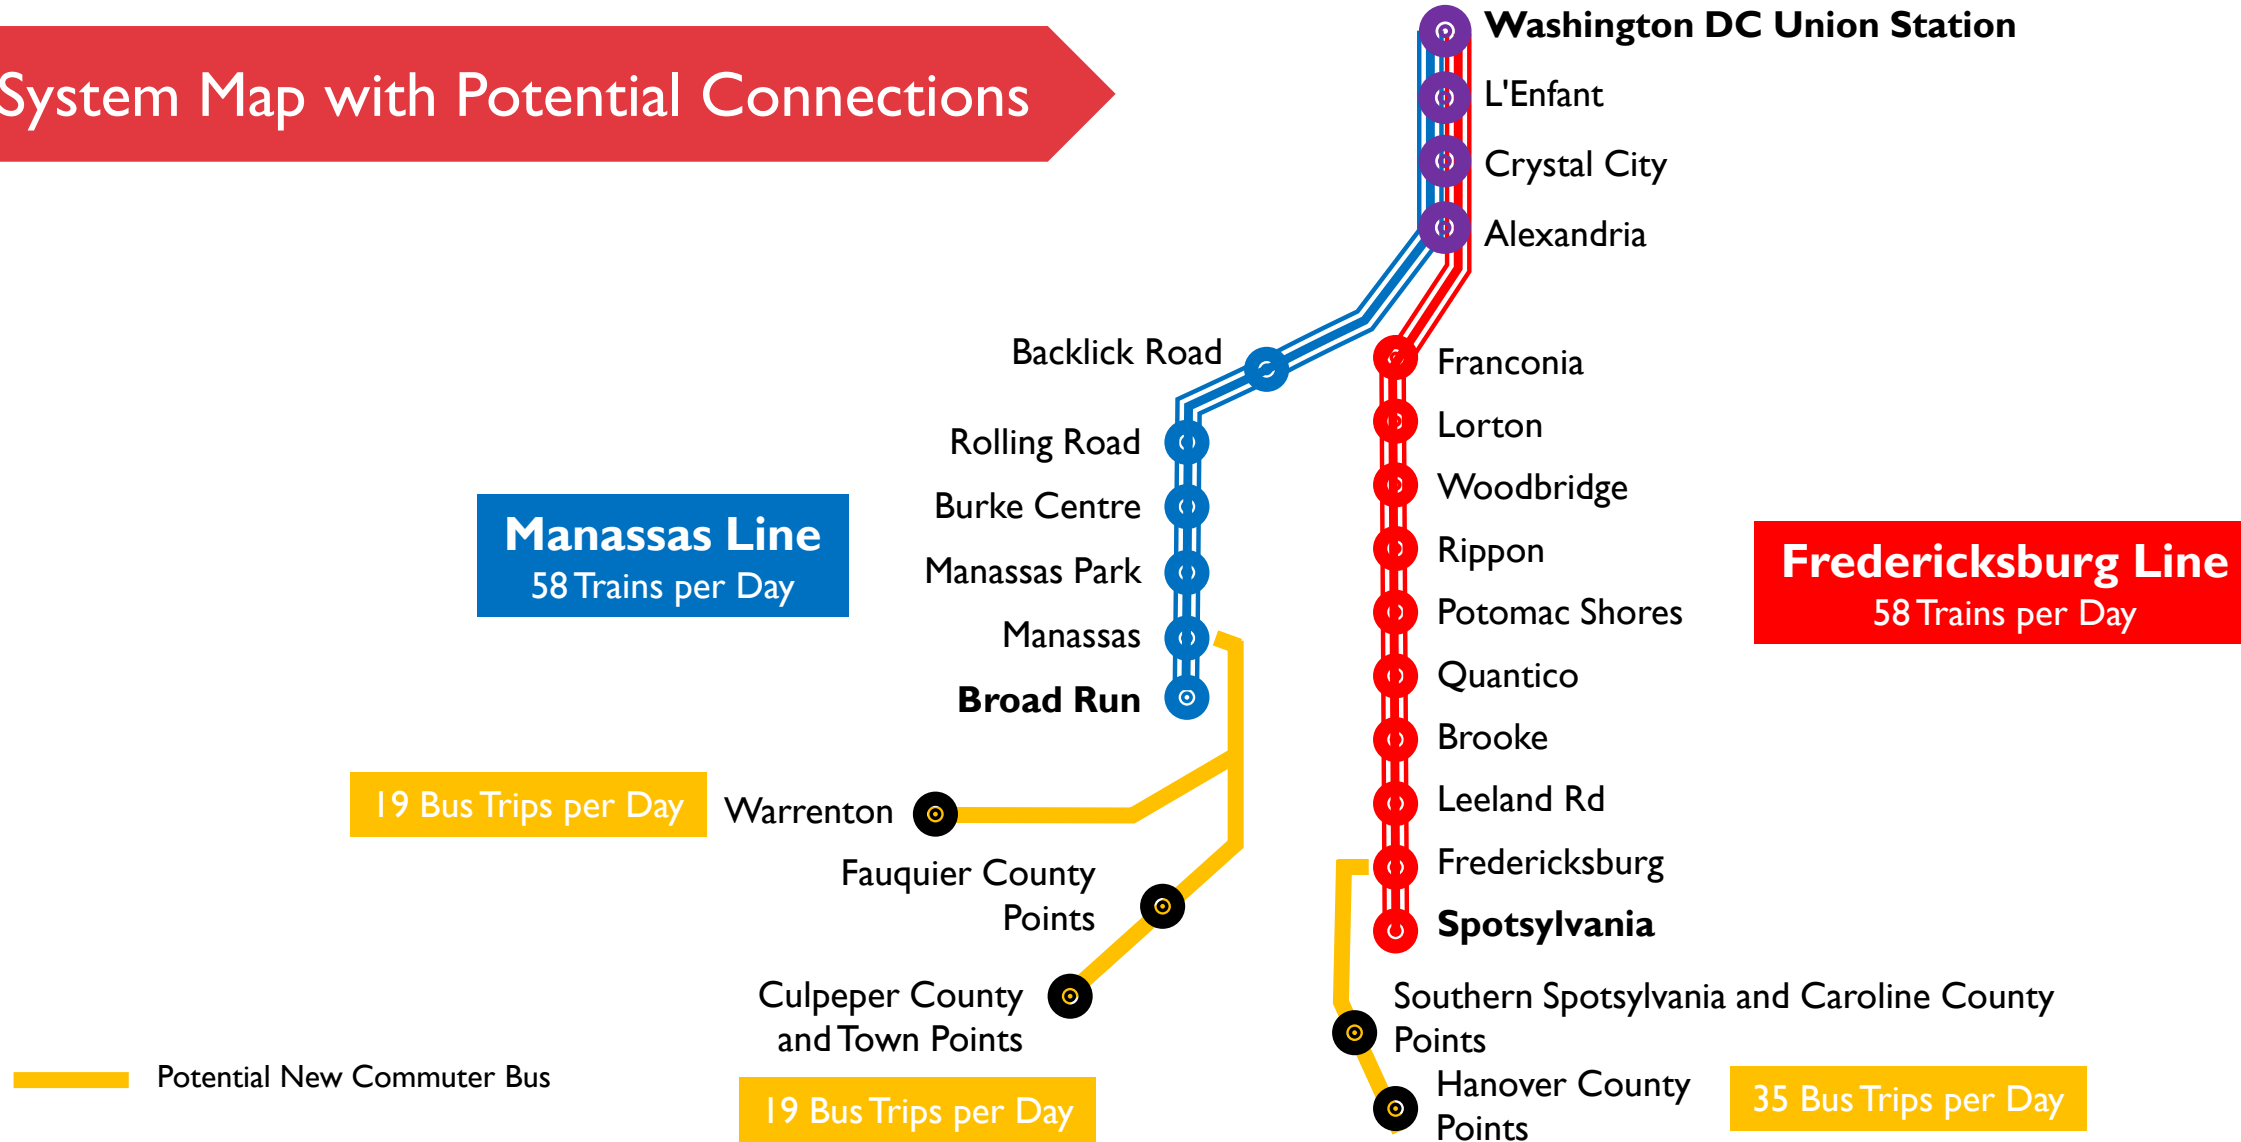 System Map with Potential Connections
Washington DC Union Station
L'Enfant
Crystal City
Alexandria
Backlick Road
Rolling Road
Burke Centre
Manassas Park
Manassas
Broad Run
Manassas Line
58 Trains per Day
Franconia
Lorton
Woodbridge
Rippon
Potomac Shores
Quantico
Brooke
Leeland Rd
Fredericksburg
Spotsylvania
Fredericksburg Line
58 Trains per Day
19 Bus Trips per Day
Warrenton
Fauquier County
Points
Culpeper County
and Town Points
19 Bus Trips per Day
Southern Spotsylvania and Caroline County
Points
Hanover County
Points
35 Bus Trips per Day
Potential New Commuter Bus